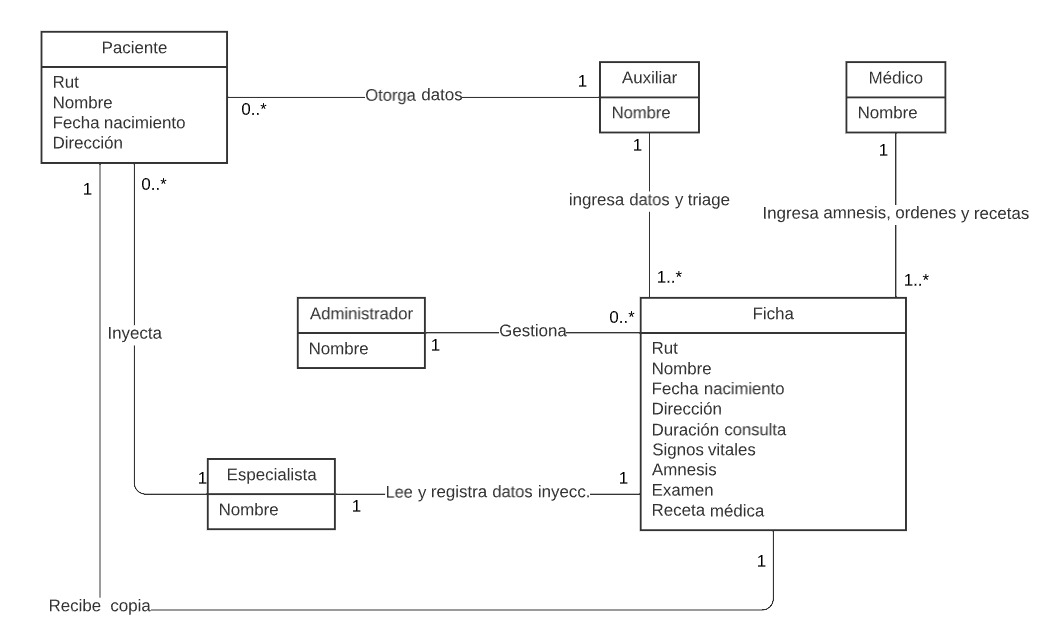 Paciente
Rut
Nombre
Fecha nacimiento
Dirección
0..*
Otorga datos
1
Auxiliar
Nombre
1
Médico
Nombre
1
1
0..*
ingresa datos y triage
Ingresa amnesis, ordenes y recetas
1..*
1..*
Inyecta
Administrador
Nombre
1
Gestiona
0..*
Ficha
Rut
Nombre
Fecha nacimiento
Dirección
Duración consulta
Signos vitales
Amnesis
Examen
Receta médica
1
Especialista
Nombre
1
Lee y registra datos inyecc.
1
1
Recibe copia